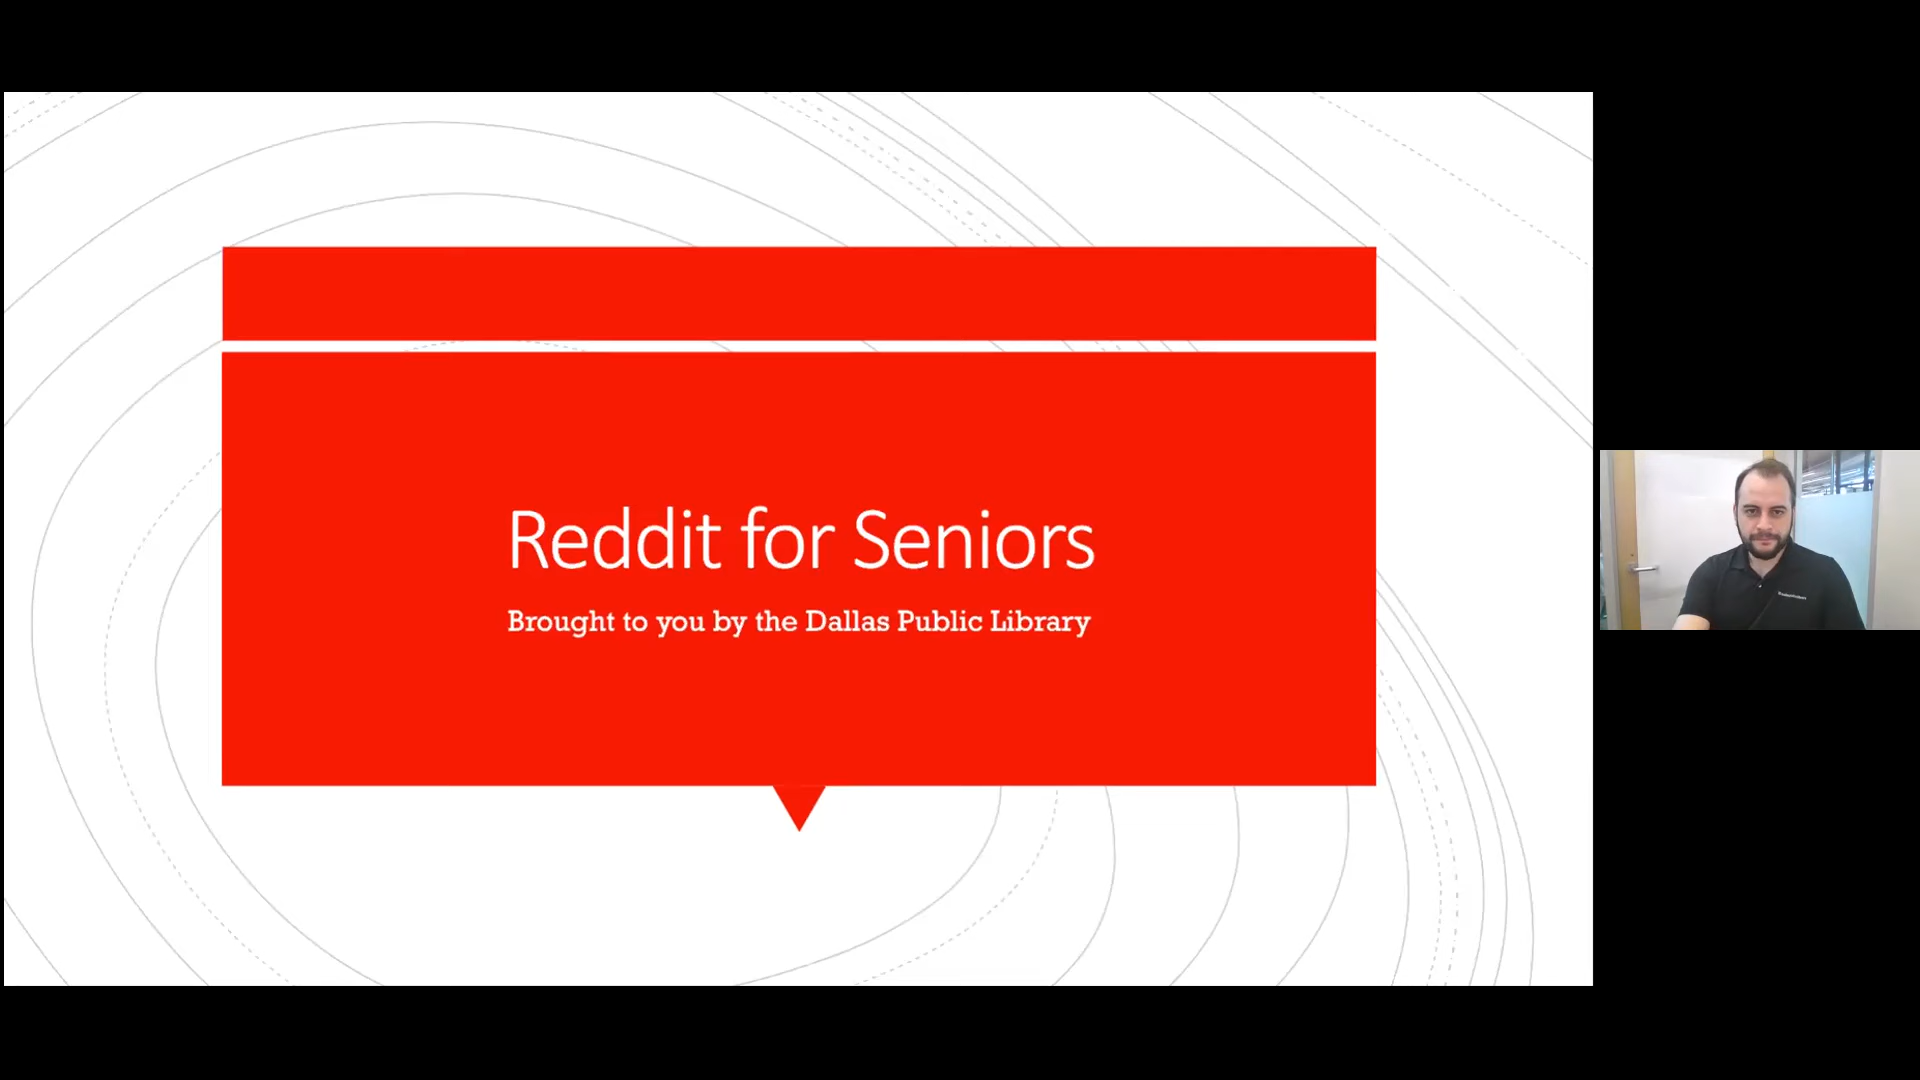 Reddit for Seniors
Brought to you by the Dallas Public Library